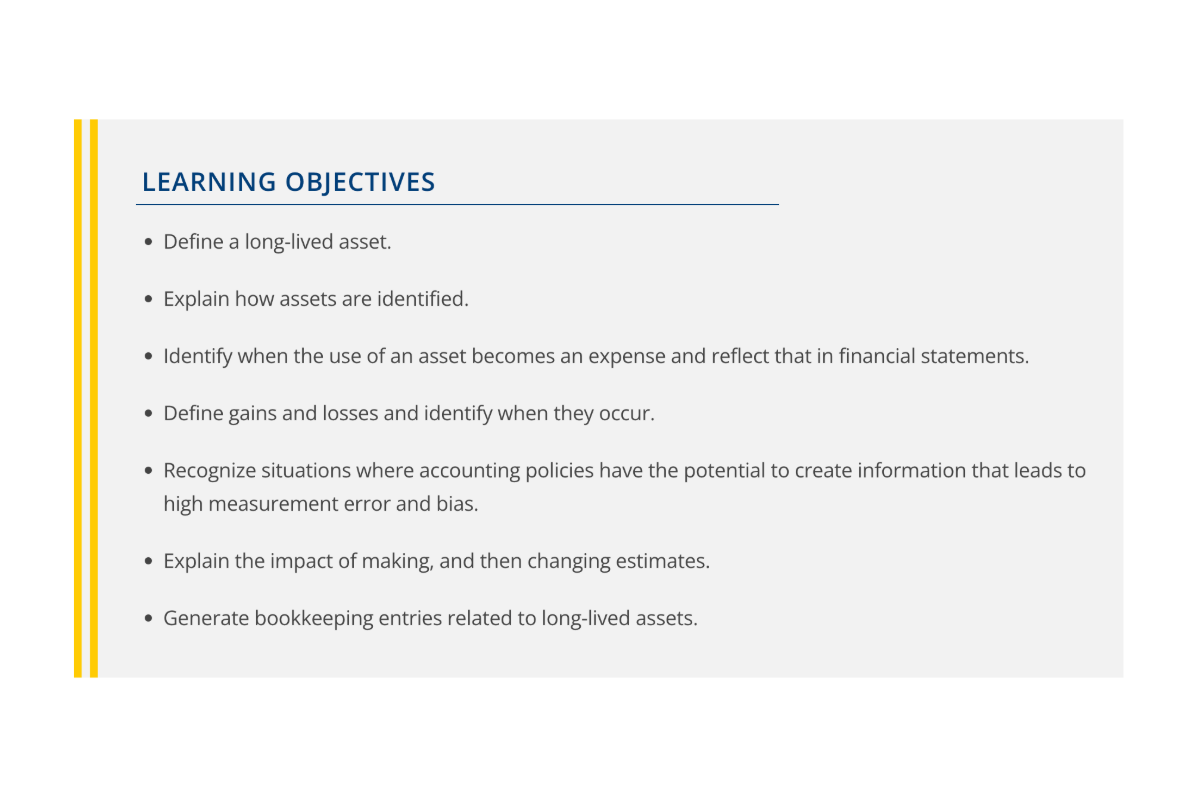 LEARNING OBJECTIVES
• Define a long-lived asset.
• Explain how assets are identified.
• Identify when the use of an asset becomes an expense and reflect that in financial statements.
• Define gains and losses and identify when they occur.
• Recognize situations where accounting policies have the potential to create information that leads to
high measurement error and bias.
• Explain the impact of making, and then changing estimates.
• Generate bookkeeping entries related to long-lived assets.